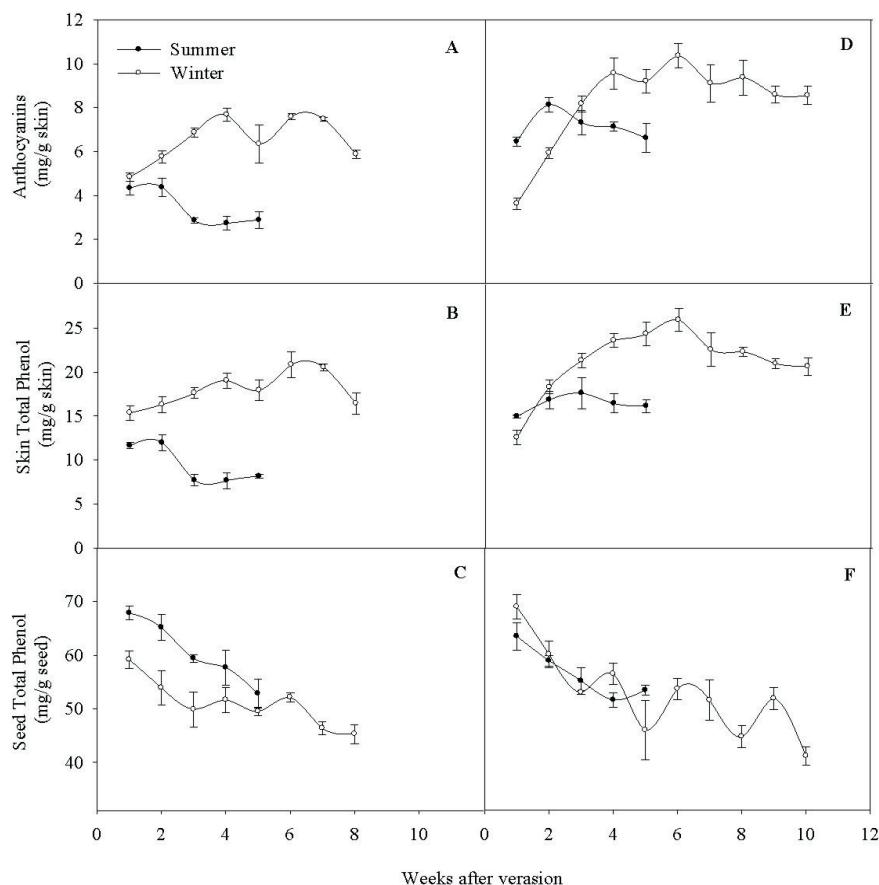 12
10
8
6
4
2
0
Anthocyanins
(mg/g skin)
Summer
Winter
A
D
25
20
15
10
5
0
Skin Total Phenol
(mg/g skin)
B
E
70
60
50
40
Seed Total Phenol
(mg/g seed)
C
F
0 2 4 6 8 10 0 2 4 6 8 10 12
Weeks after verasion